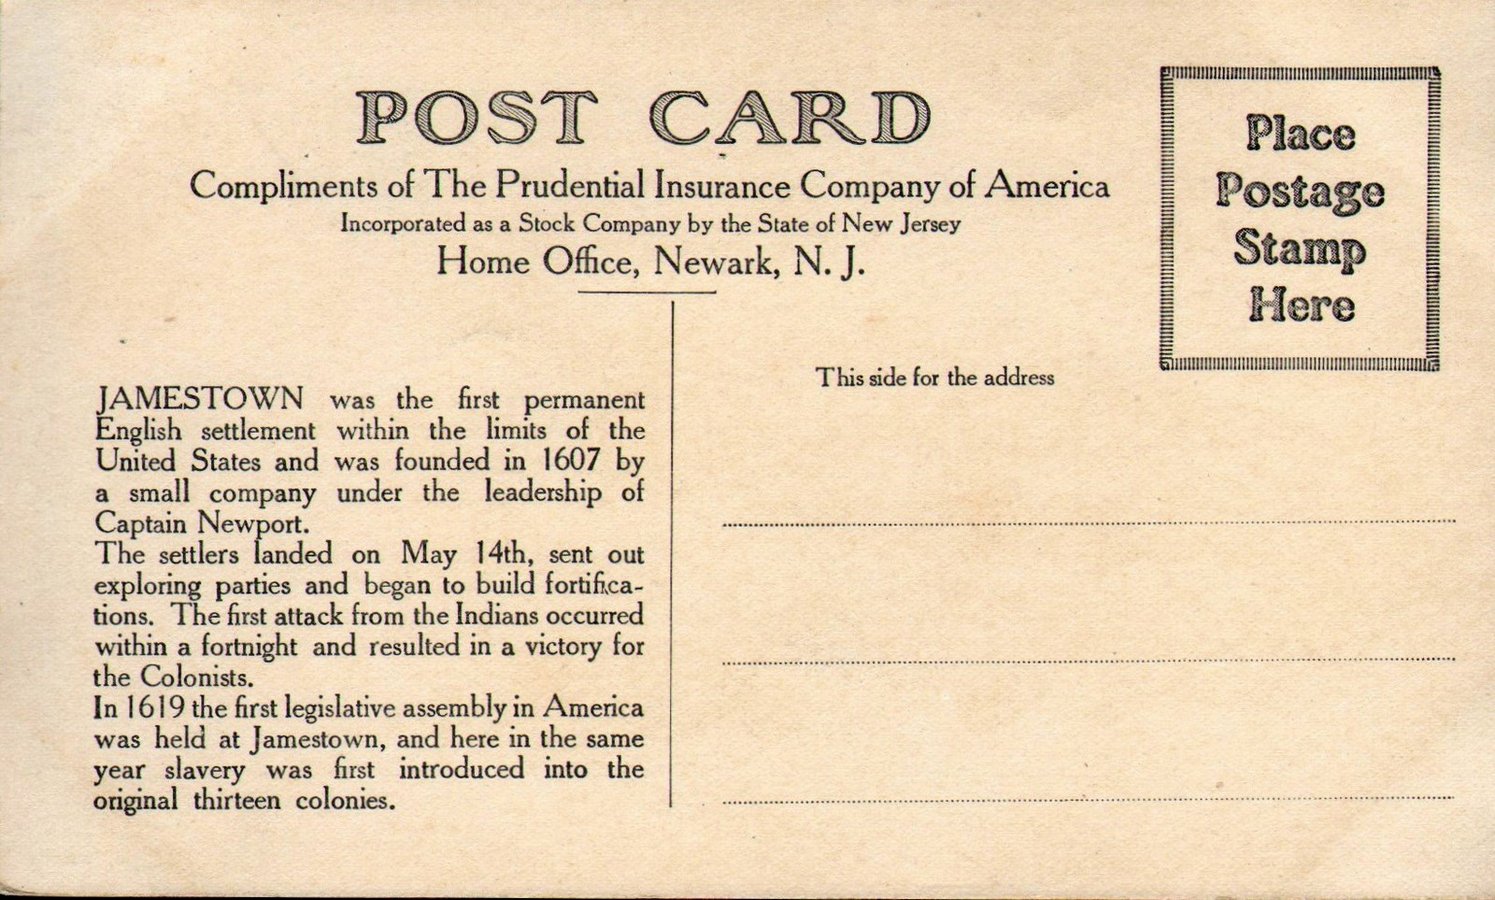 POST CARD
Compliments of The Prudential Insurance Company of America
Incorporated as a Stock Company by the State of New Jersey
Home Office, Newark, N. J.
Place
Postage
Stamp
Here
This side for the address
JAMESTOWN was the first permanent
English settlement within the limits of the
United States and was founded in 1607 by
a small company under the leadership of
Captain Newport.
The settlers landed on May 14th, sent out
exploring parties and began to build fortifica-
tions. The first attack from the Indians occurred
within a fortnight and resulted in a victory for
the Colonists.
In 1619 the first legislative assembly in America
was held at Jamestown, and here in the same
year slavery was first introduced into the
original thirteen colonies.